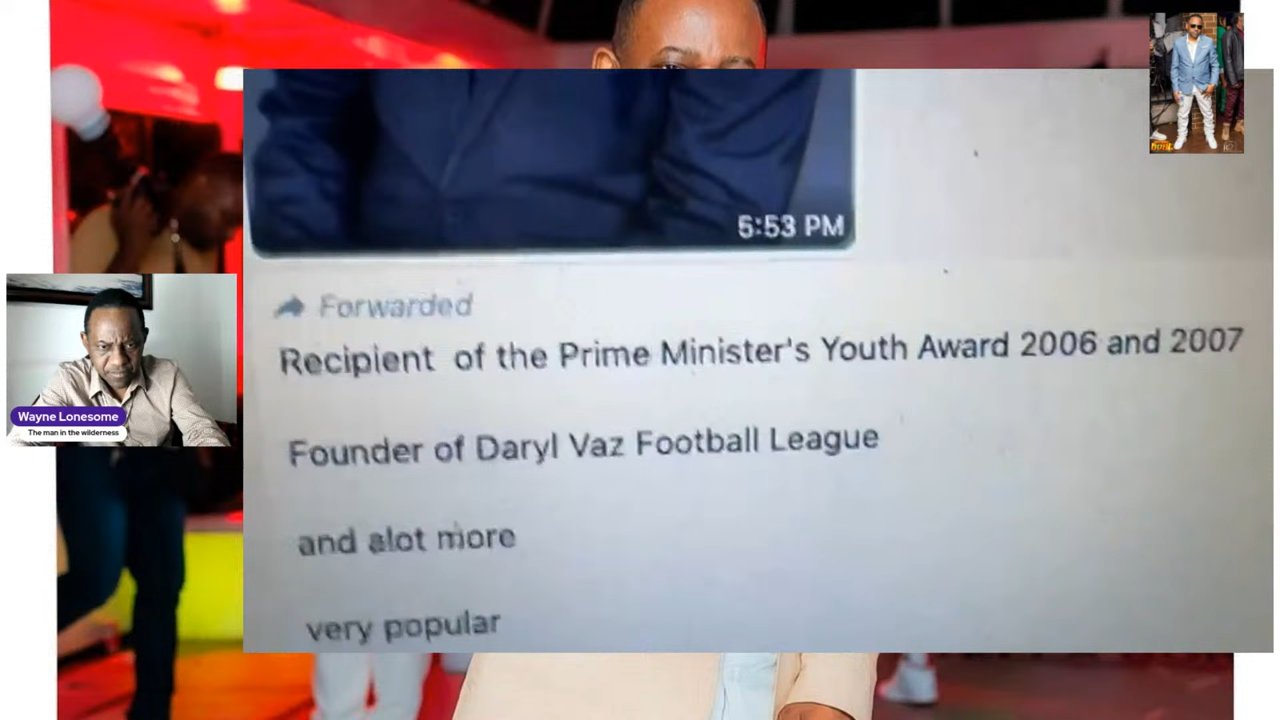 5:53 PM
Forwarded
Recipient of the Prime Minister's Youth Award 2006 and 2007
Founder of Daryl Vaz Football League
and alot more
very popular
Wayne Lonesome
The man in the wilderness